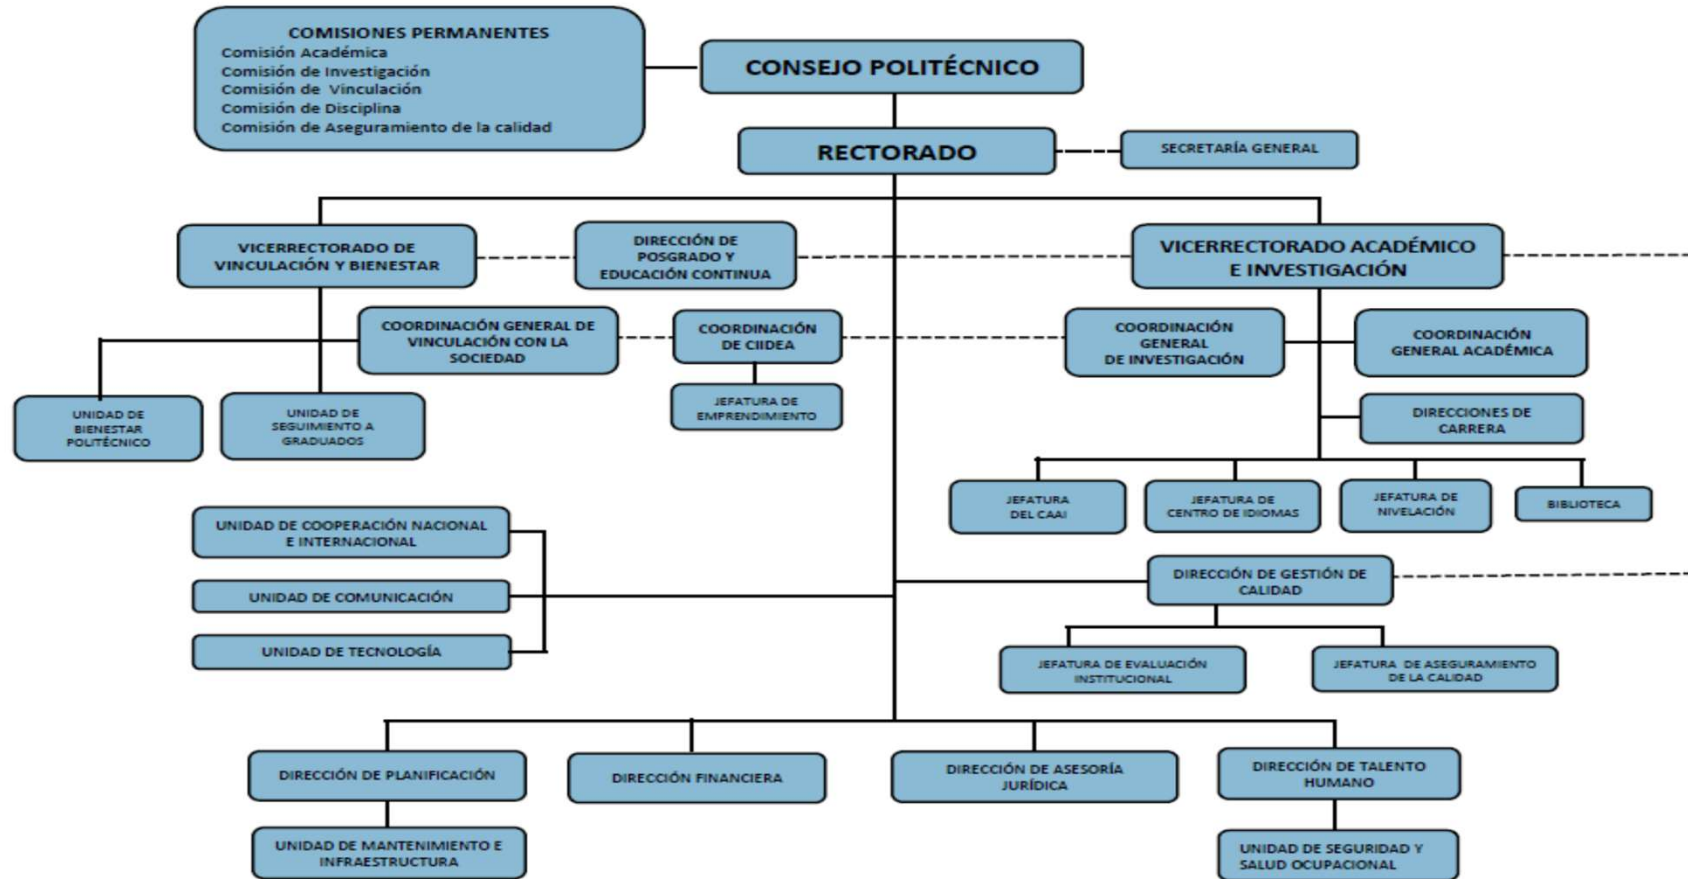 COMISIONES PERMANENTES
Comisión Académica
Comisión de Investigación
Comisión de Vinculación
Comisión de Disciplina
Comisión de Aseguramiento de la calidad
CONSEJO POLITÉCNICO
RECTORADO
SECRETARÍA GENERAL
VICERRECTORADO DE
VINCULACIÓN Y BIENESTAR
DIRECCIÓN DE
POSGRADO Y
EDUCACIÓN CONTINUA
VICERRECTORADO ACADÉMICO
E INVESTIGACIÓN
COORDINACIÓN GENERAL DE
VINCULACIÓN CON LA
SOCIEDAD
COORDINACIÓN
DE CIIDEA
COORDINACIÓN
GENERAL
DE INVESTIGACIÓN
COORDINACIÓN
GENERAL ACADÉMICA
UNIDAD DE
BIENESTAR
POLITÉCNICO
UNIDAD DE
SEGUIMIENTO A
GRADUADOS
JEFATURA DE
EMPRENDIMIENTO
DIRECCIONES DE
CARRERA
JEFATURA
DEL CAAI
JEFATURA DE
CENTRO DE IDIOMAS
JEFATURA DE
NIVELACIÓN
BIBLIOTECA
UNIDAD DE COOPERACIÓN NACIONAL
E INTERNACIONAL
UNIDAD DE COMUNICACIÓN
UNIDAD DE TECNOLOGÍA
DIRECCIÓN DE GESTIÓN DE
CALIDAD
JEFATURA DE EVALUACIÓN
INSTITUCIONAL
JEFATURA DE ASEGURAMIENTO
DE LA CALIDAD
DIRECCIÓN DE PLANIFICACIÓN
DIRECCIÓN FINANCIERA
DIRECCIÓN DE ASESORÍA
JURÍDICA
DIRECCIÓN DE TALENTO
HUMANO
UNIDAD DE MANTENIMIENTO E
INFRAESTRUCTURA
UNIDAD DE SEGURIDAD Y
SALUD OCUPACIONAL